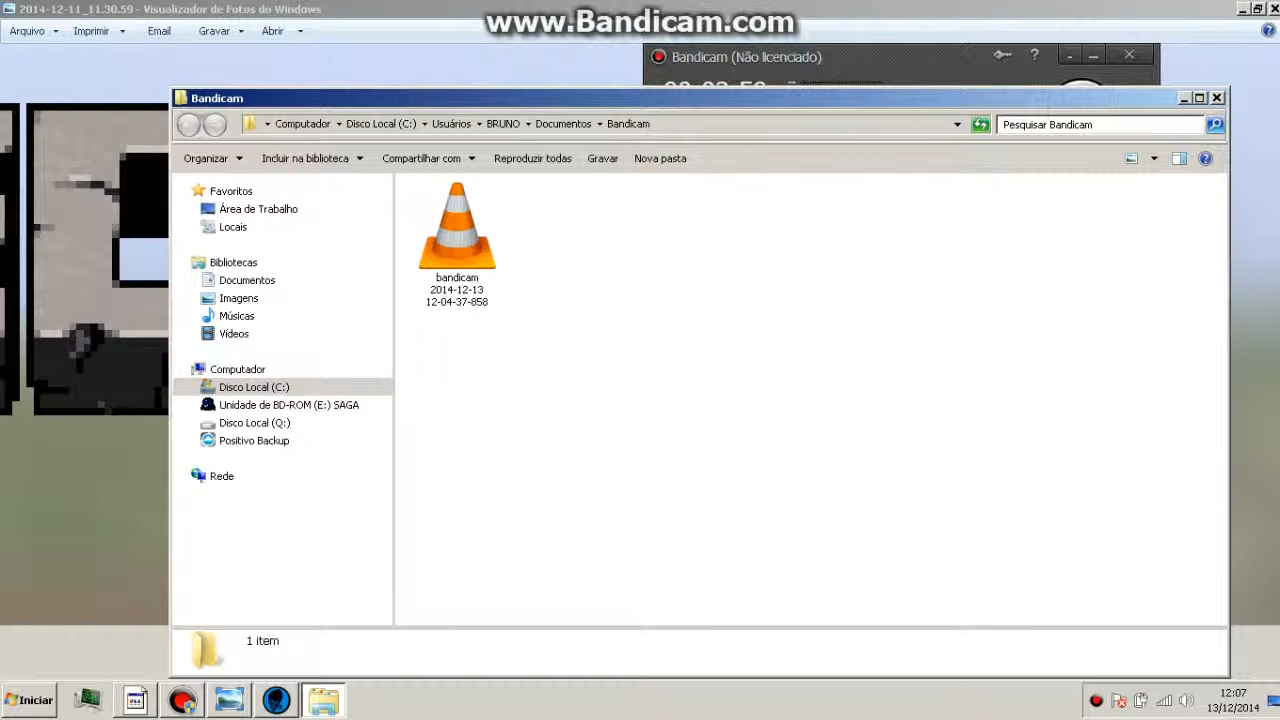 2014-12-11_11.30.59 - Visualizador de Fotos do Windows
www.Bandicam.com
Arquivo Imprimir Email Gravar Abrir
Bandicam (Não licenciado)
Bandicam
Computador Disco Local (C:) Usuários BRUNO Documentos Bandicam
Pesquisar Bandicam
Organizar Incluir na biblioteca Compartilhar com Reproduzir todas Gravar Nova pasta
Favoritos
Área de Trabalho
Locais
Bibliotecas
Documentos
Imagens
Músicas
Vídeos
Computador
Disco Local (C:)
Unidade de BD-ROM (E:) SAGA
Disco Local (Q:)
Positivo Backup
Rede
bandicam
2014-12-13
12-04-37-858
1 item
Iniciar
12:07
13/12/2014